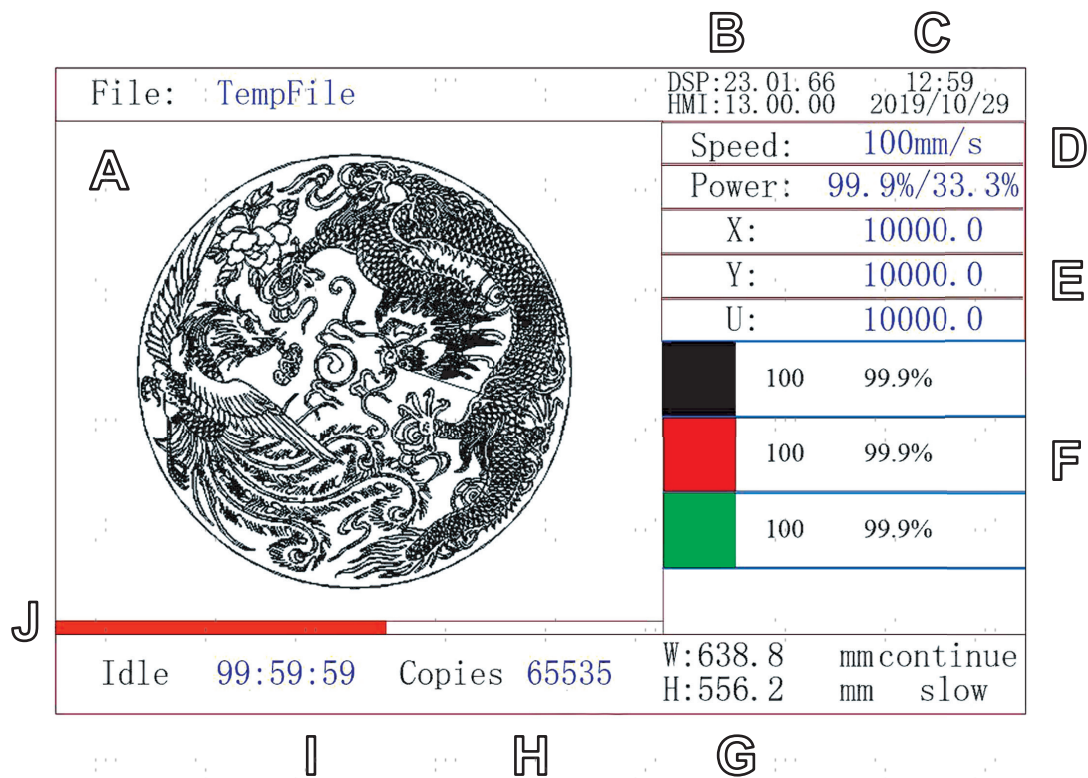 B C
File: TempFile DSP:23.01.66 12:59
HMI:13.00.00 2019/10/29
A Speed: 100mm/s D
Power: 99.9%/33.3%
X: 10000.0
Y: 10000.0 E
U: 10000.0
100 99.9%
100 99.9% F
100 99.9%
J
Idle 99:59:59 Copies 65535 W:638.8 mm continue
H:556.2 mm slow
I H G